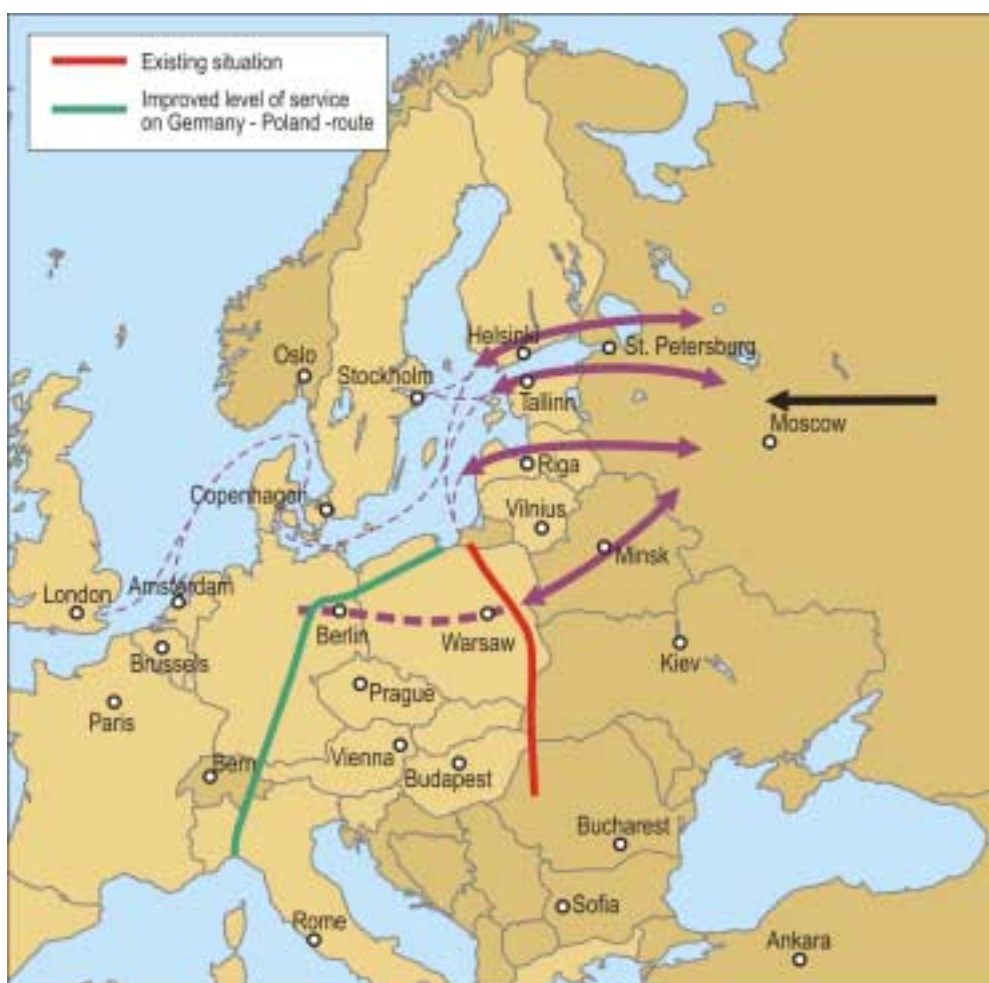 Existing situation
Improved level of service
on Germany - Poland -route
Helsinki
St. Petersburg
Oslo
Stockholm
Tallinn
Moscow
Riga
Copenhagen
Vilnius
Minsk
London
Amsterdam
Berlin
Warsaw
Brussels
Kiev
Prague
Paris
Vienna
Bern
Budapest
Bucharest
Sofia
Rome
Ankara